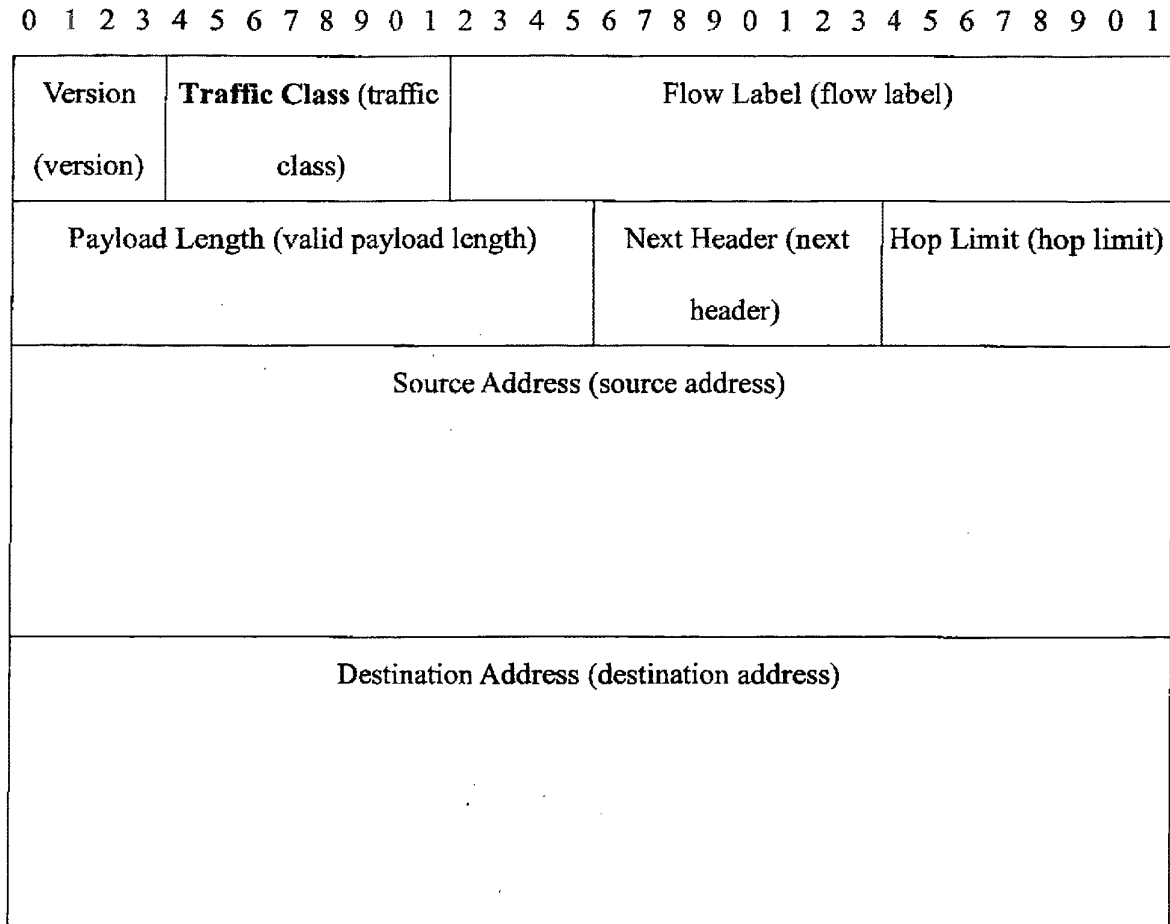 0 1 2 3 4 5 6 7 8 9 0 1 2 3 4 5 6 7 8 9 0 1 2 3 4 5 6 7 8 9 0 1
Version
(version)
Traffic Class (traffic
class)
Flow Label (flow label)
Payload Length (valid payload length)
Next Header (next
header)
Hop Limit (hop limit)
Source Address (source address)
Destination Address (destination address)